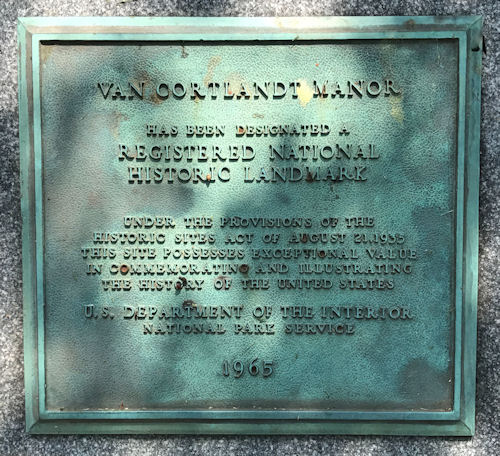 VAN CORTLANDT MANOR
HAS BEEN DESIGNATED A
REGISTERED NATIONAL
HISTORIC LANDMARK
UNDER THE PROVISIONS OF THE
HISTORIC SITES ACT OF AUGUST 21, 1935
THIS SITE POSSESSES EXCEPTIONAL VALUE
IN COMMEMORATING AND ILLUSTRATING
THE HISTORY OF THE UNITED STATES
U.S. DEPARTMENT OF THE INTERIOR
NATIONAL PARK SERVICE
1965